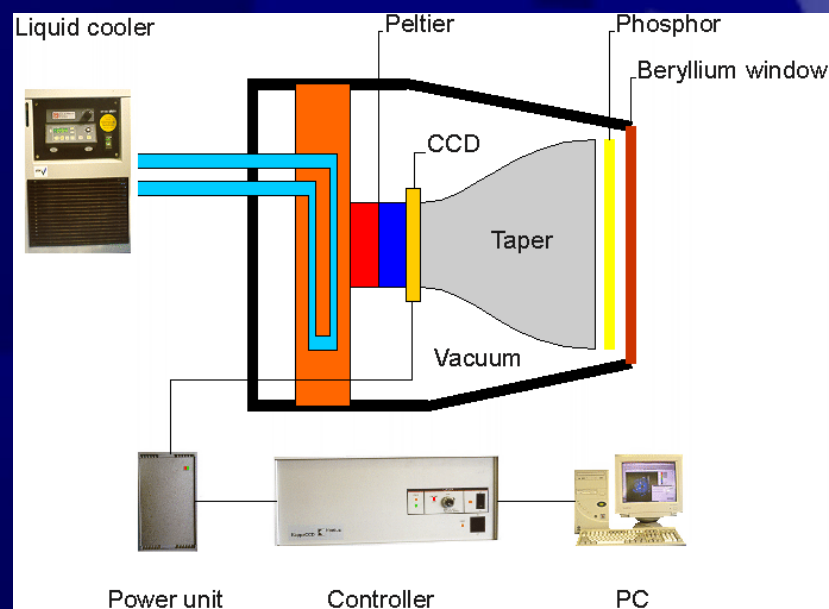 Liquid cooler
Peltier
Phosphor
Beryllium window
CCD
Taper
Vacuum
Power unit
Controller
PC